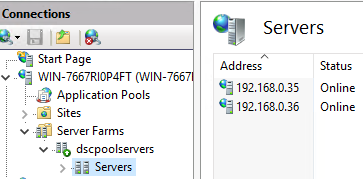 Connections
Start Page
WIN-7667RI0P4FT (WIN-7667R
Application Pools
Sites
Server Farms
dscpoolservers
Servers
Servers
Address
Status
192.168.0.35 Online
192.168.0.36 Online